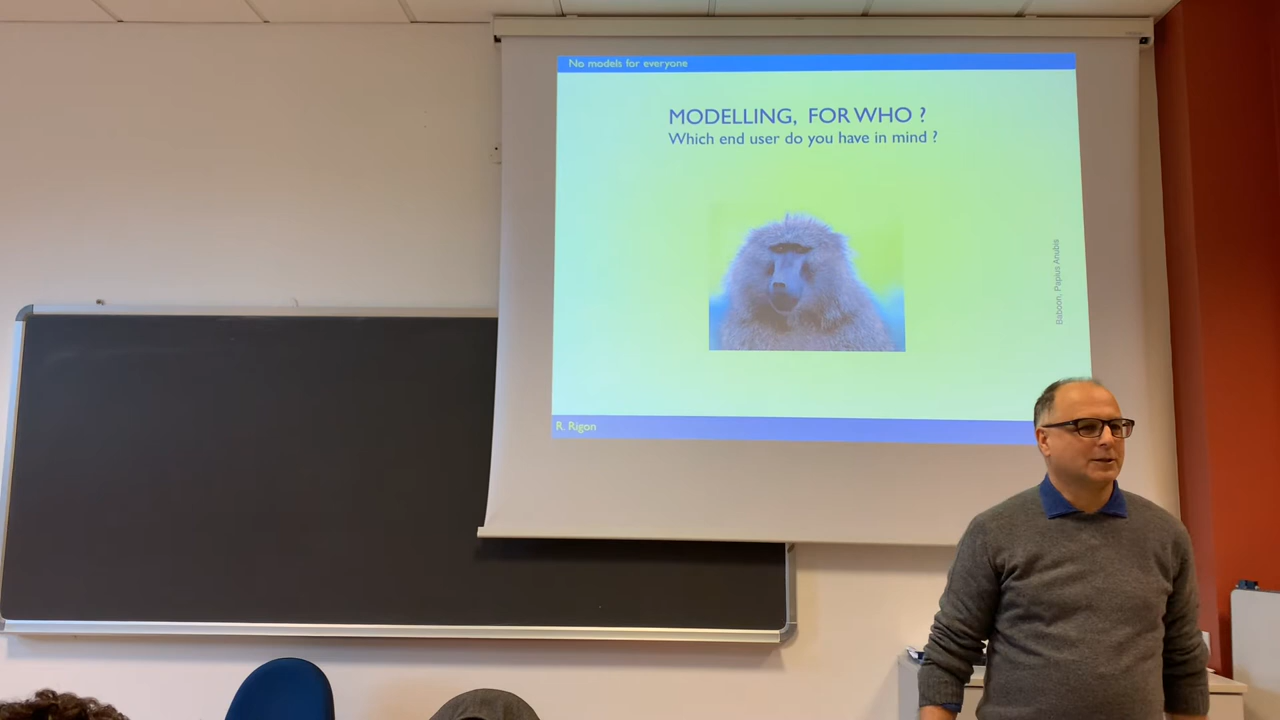 No models for everyone
MODELLING, FOR WHO ?
Which end user do you have in mind ?
Baboon, Papius Anubis
R. Rigon